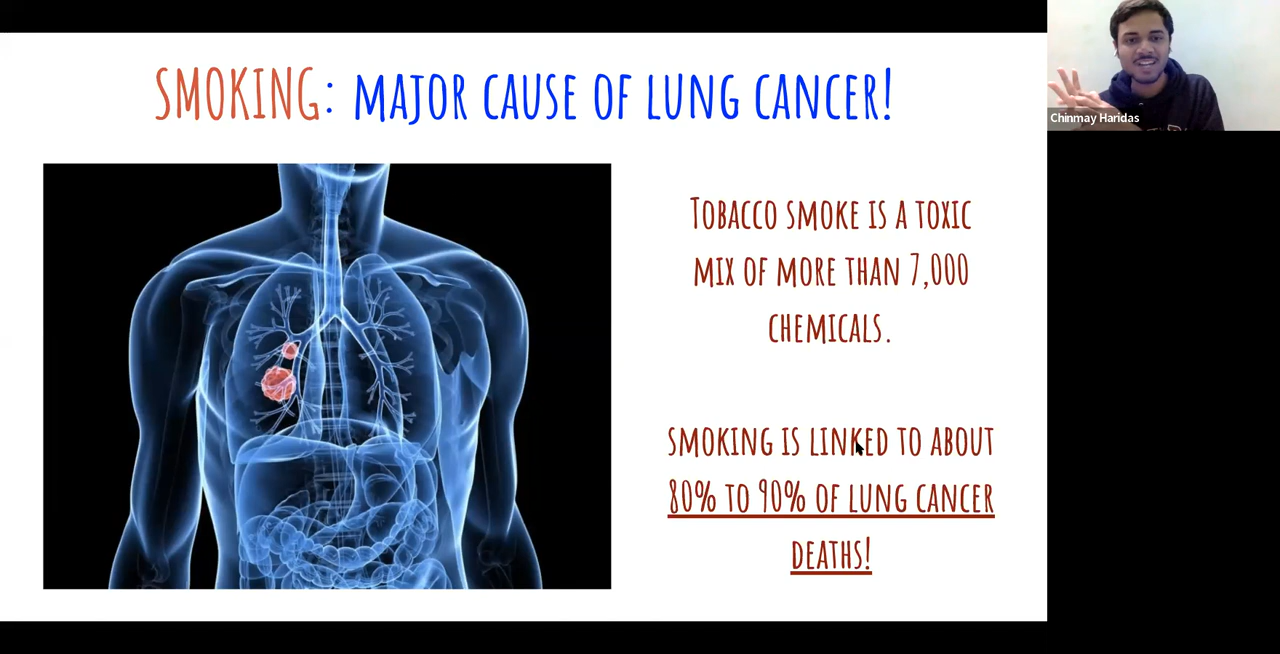 SMOKING: MAJOR CAUSE OF LUNG CANCER!
Chinmay Haridas
TOBACCO SMOKE IS A TOXIC
MIX OF MORE THAN 7,000
CHEMICALS.
SMOKING IS LINKED TO ABOUT
80% TO 90% OF LUNG CANCER
DEATHS!